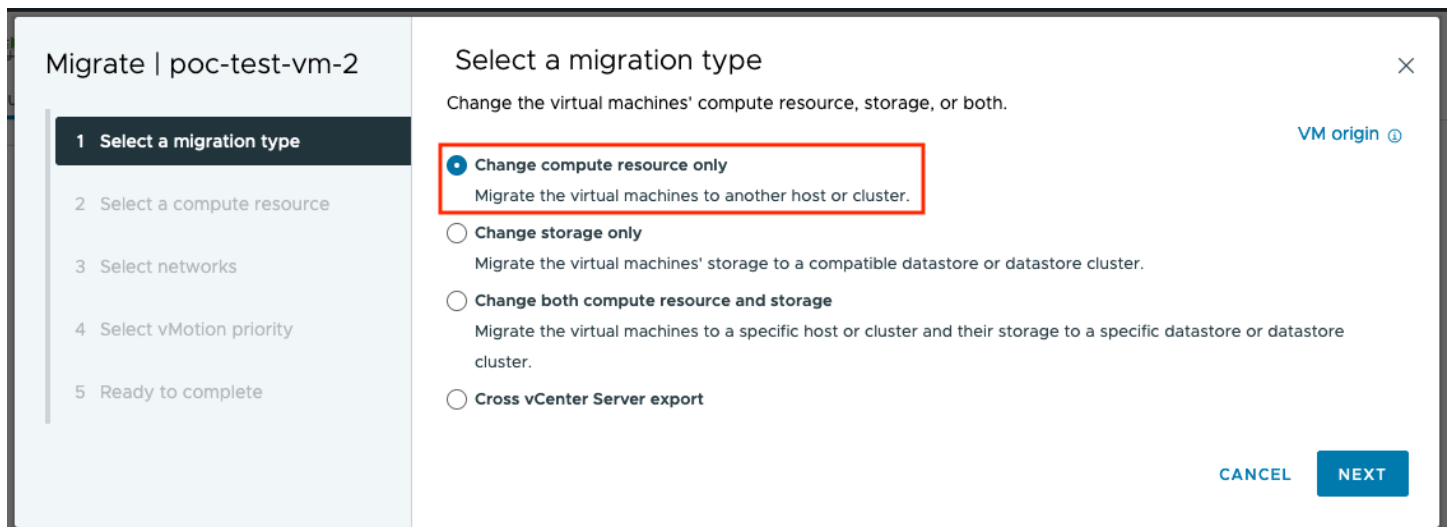 Migrate | poc-test-vm-2
1 Select a migration type
2 Select a compute resource
3 Select networks
4 Select vMotion priority
5 Ready to complete
Select a migration type
Change the virtual machines' compute resource, storage, or both.
VM origin
Change compute resource only
Migrate the virtual machines to another host or cluster.
Change storage only
Migrate the virtual machines' storage to a compatible datastore or datastore cluster.
Change both compute resource and storage
Migrate the virtual machines to a specific host or cluster and their storage to a specific datastore or datastore
cluster.
Cross vCenter Server export
CANCEL
NEXT